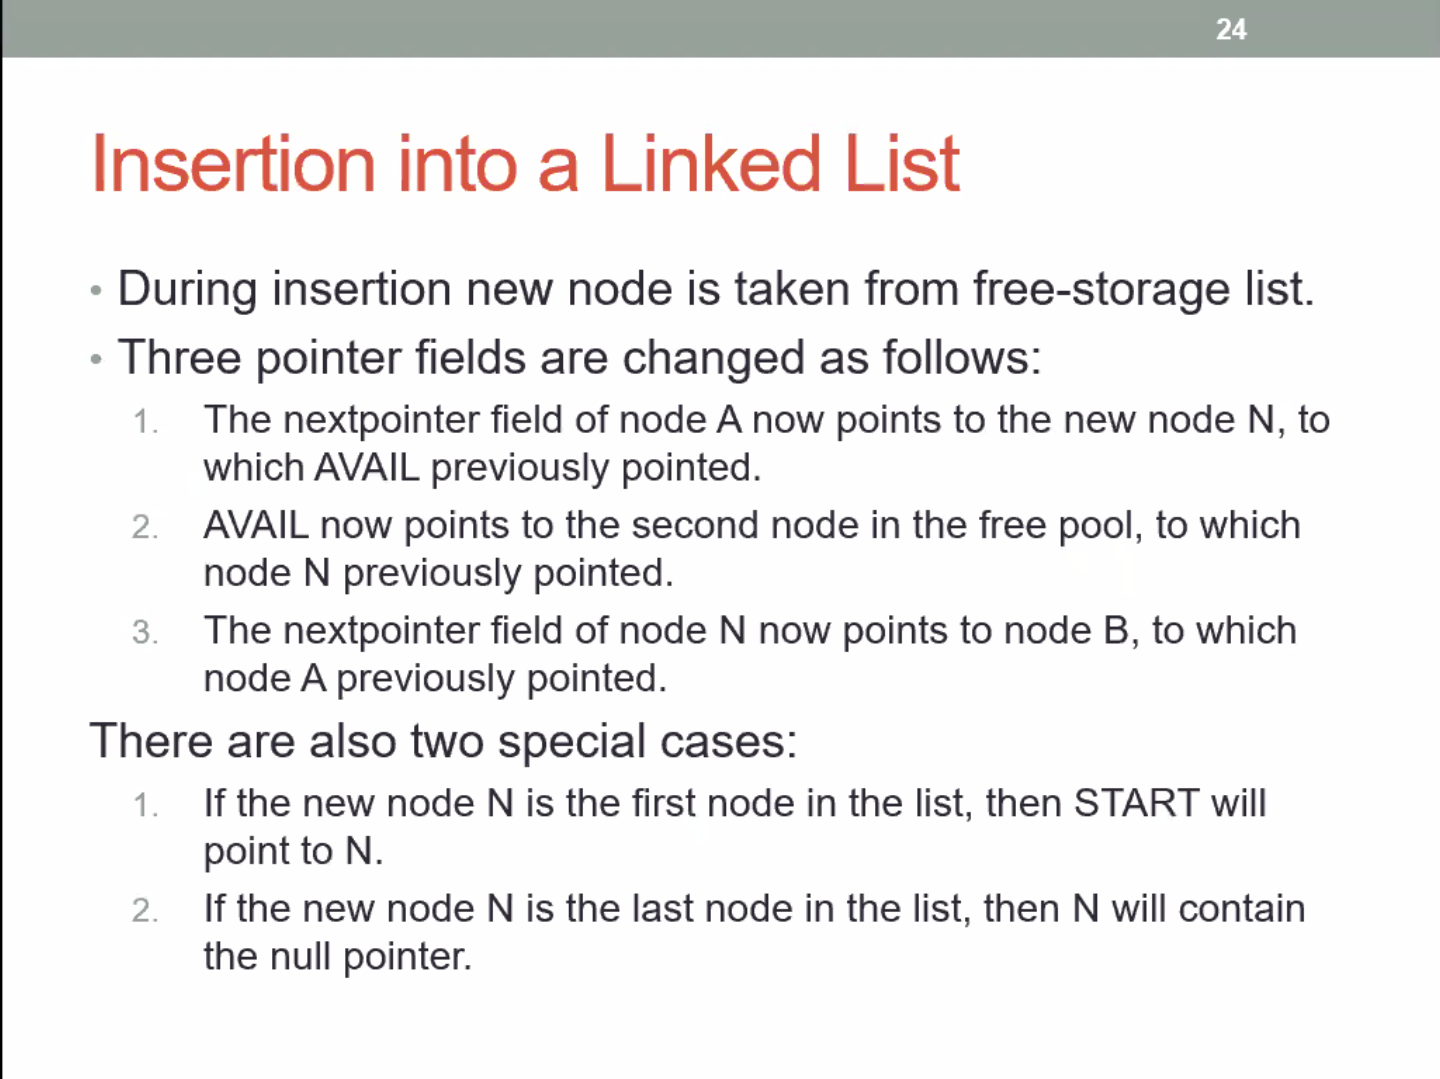 24
Insertion into a Linked List
• During insertion new node is taken from free-storage list.
• Three pointer fields are changed as follows:
1. The nextpointer field of node A now points to the new node N, to
which AVAIL previously pointed.
2. AVAIL now points to the second node in the free pool, to which
node N previously pointed.
3. The nextpointer field of node N now points to node B, to which
node A previously pointed.
There are also two special cases:
1. If the new node N is the first node in the list, then START will
point to N.
2. If the new node N is the last node in the list, then N will contain
the null pointer.